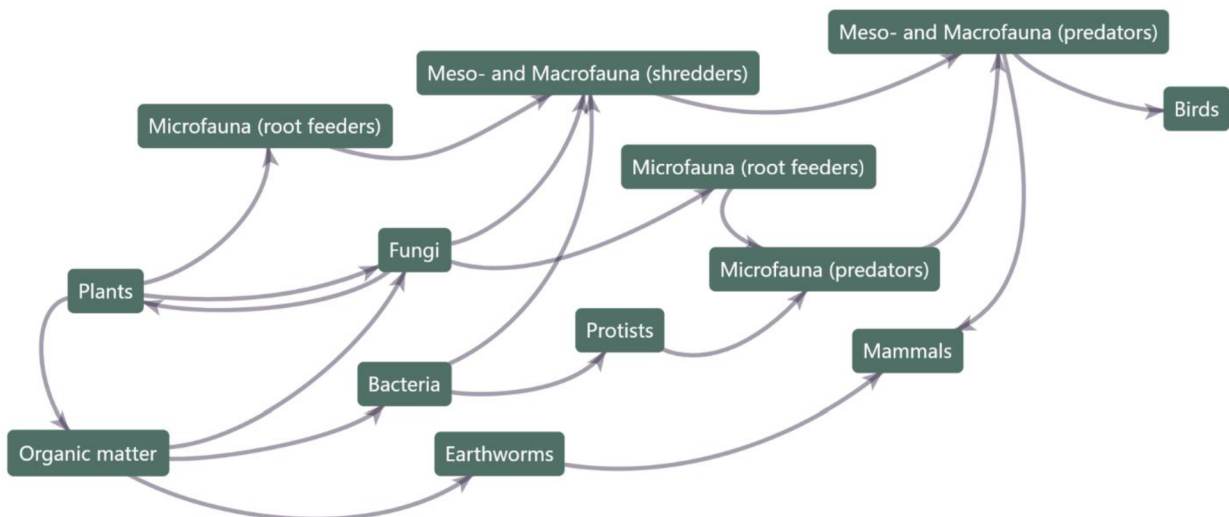 Meso- and Macrofauna (predators)
Meso- and Macrofauna (shredders)
Birds
Microfauna (root feeders)
Microfauna (root feeders)
Fungi
Microfauna (predators)
Plants
Protists
Mammals
Bacteria
Organic matter
Earthworms